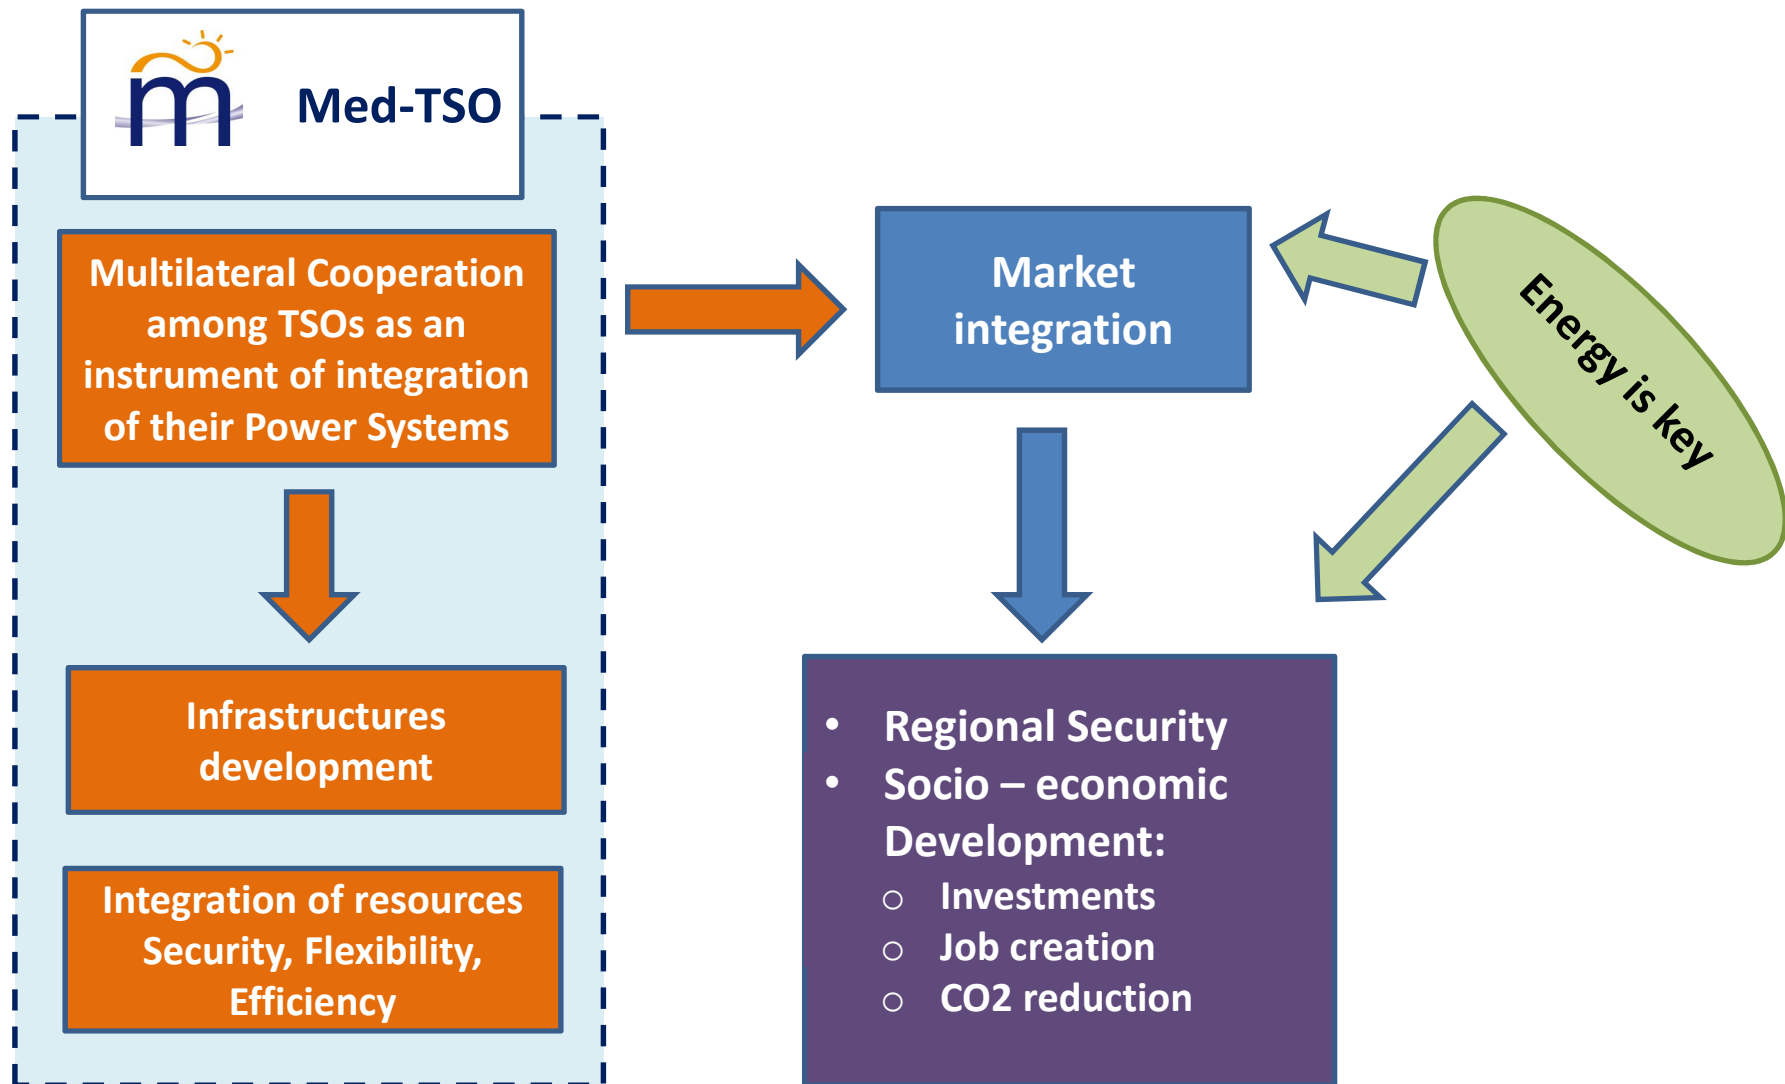 Med-TSO
Multilateral Cooperation
among TSOs as an
instrument of integration
of their Power Systems
Infrastructures
development
Integration of resources
Security, Flexibility,
Efficiency
Market
integration
Energy is key
• Regional Security
• Socio – economic
Development:
o Investments
o Job creation
o CO2 reduction